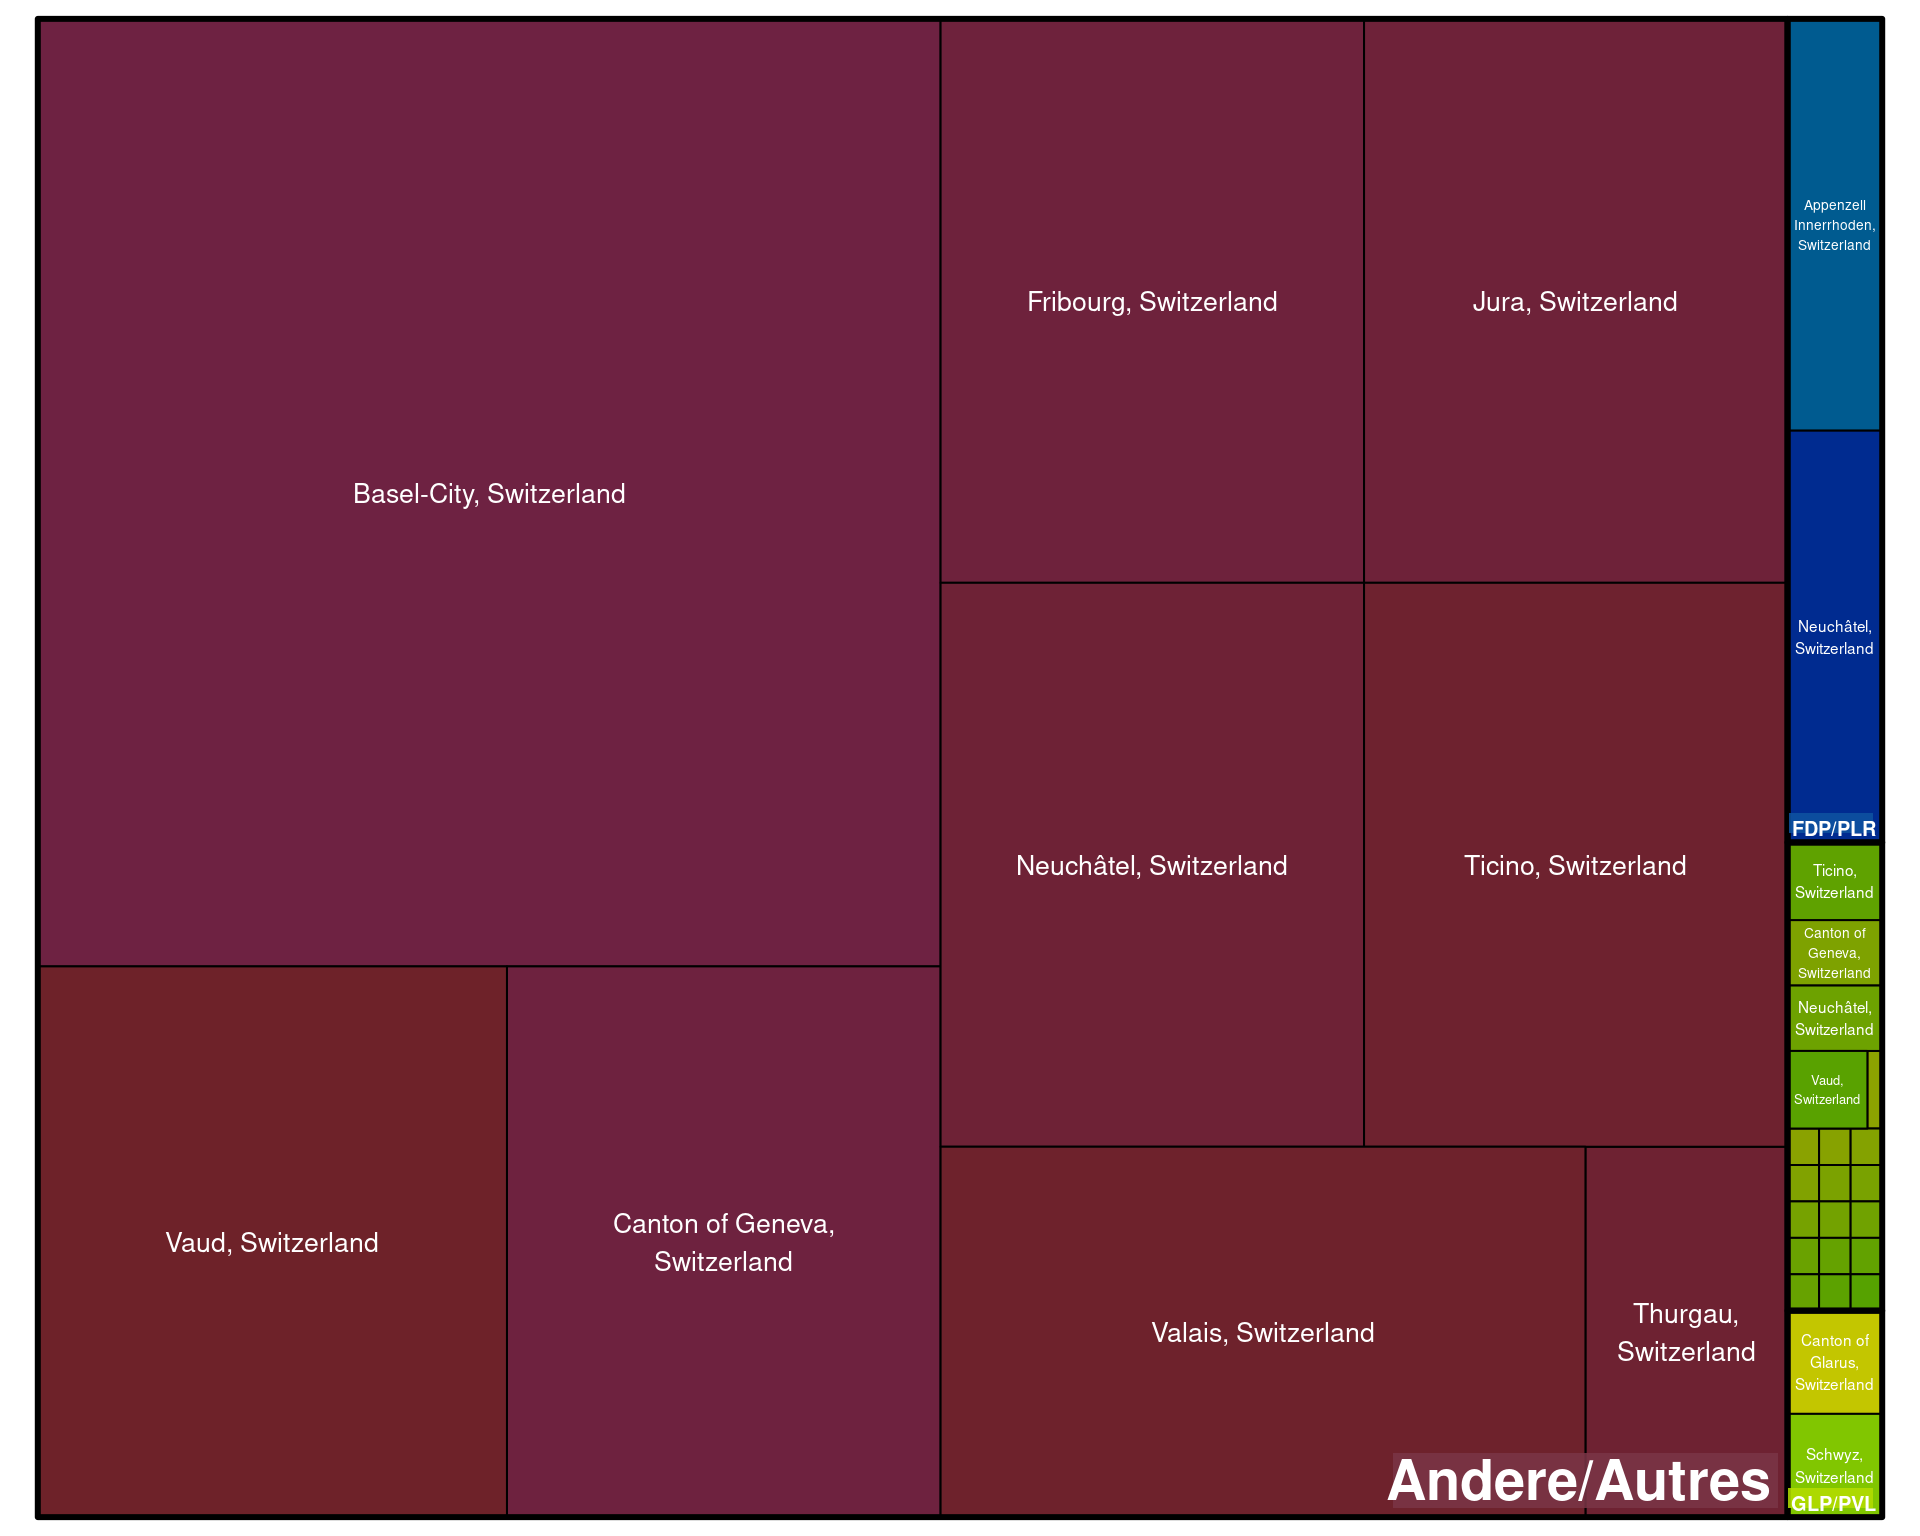 Basel-City, Switzerland
Fribourg, Switzerland
Jura, Switzerland
Neuchâtel, Switzerland
Ticino, Switzerland
Vaud, Switzerland
Canton of Geneva,
Switzerland
Valais, Switzerland
Thurgau,
Switzerland
Andere/Autres
Appenzell
Innerrhoden,
Switzerland
Neuchâtel,
Switzerland
FDP/PLR
Ticino,
Switzerland
Canton of
Geneva,
Switzerland
Neuchâtel,
Switzerland
Vaud,
Switzerland
Canton of
Glarus,
Switzerland
Schwyz,
Switzerland
GLP/PVL